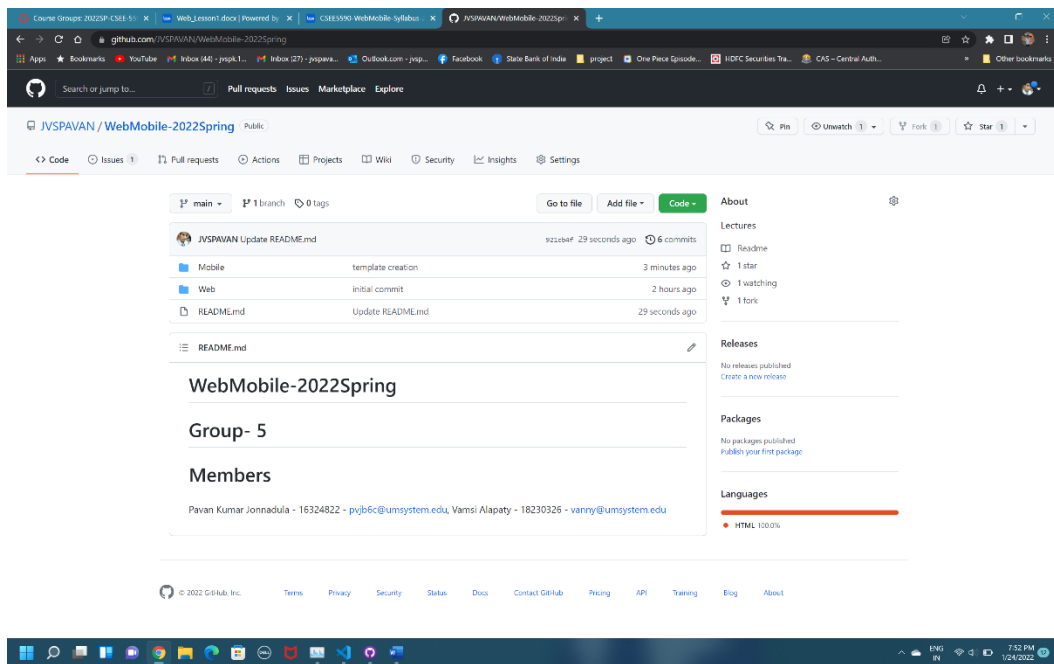 Course Groups: 2022SP-CSEE-55
Web_Lesson1.docx | Powered by
CSEE5590-WebMobile-Syllabus
JVSPAVAN/WebMobile-2022Spri
github.com/JVSPAVAN/WebMobile-2022Spring
Apps Bookmarks YouTube Inbox (44) - jvspk.1... Inbox (27) - jvspava... Outlook.com - jvsp... Facebook State Bank of India project One Piece Episode... HDFC Securities Tra... CAS – Central Auth... » Other bookmarks
Search or jump to... / Pull requests Issues Marketplace Explore
JVSPAVAN / WebMobile-2022Spring Public
Pin Unwatch 1 Fork 1 Star 1
<> Code Issues 1 Pull requests Actions Projects Wiki Security Insights Settings
main 1 branch 0 tags Go to file Add file Code
JVSPAVAN Update README.md 29 seconds ago 6 commits
Mobile template creation 3 minutes ago
Web initial commit 2 hours ago
README.md Update README.md 29 seconds ago
README.md
WebMobile-2022Spring
Group- 5
Members
Pavan Kumar Jonnadula - 16324822 - pvjb6c@umsystem.edu, Vamsi Alapaty - 18230326 - vanny@umsystem.edu
About
Lectures
Readme
1 star
1 watching
1 fork
Releases
No releases published
Create a new release
Packages
No packages published
Publish your first package
Languages
HTML 100.0%
© 2022 GitHub, Inc. Terms Privacy Security Status Docs Contact GitHub Pricing API Training Blog About
ENG
IN
7:52 PM
1/24/2022